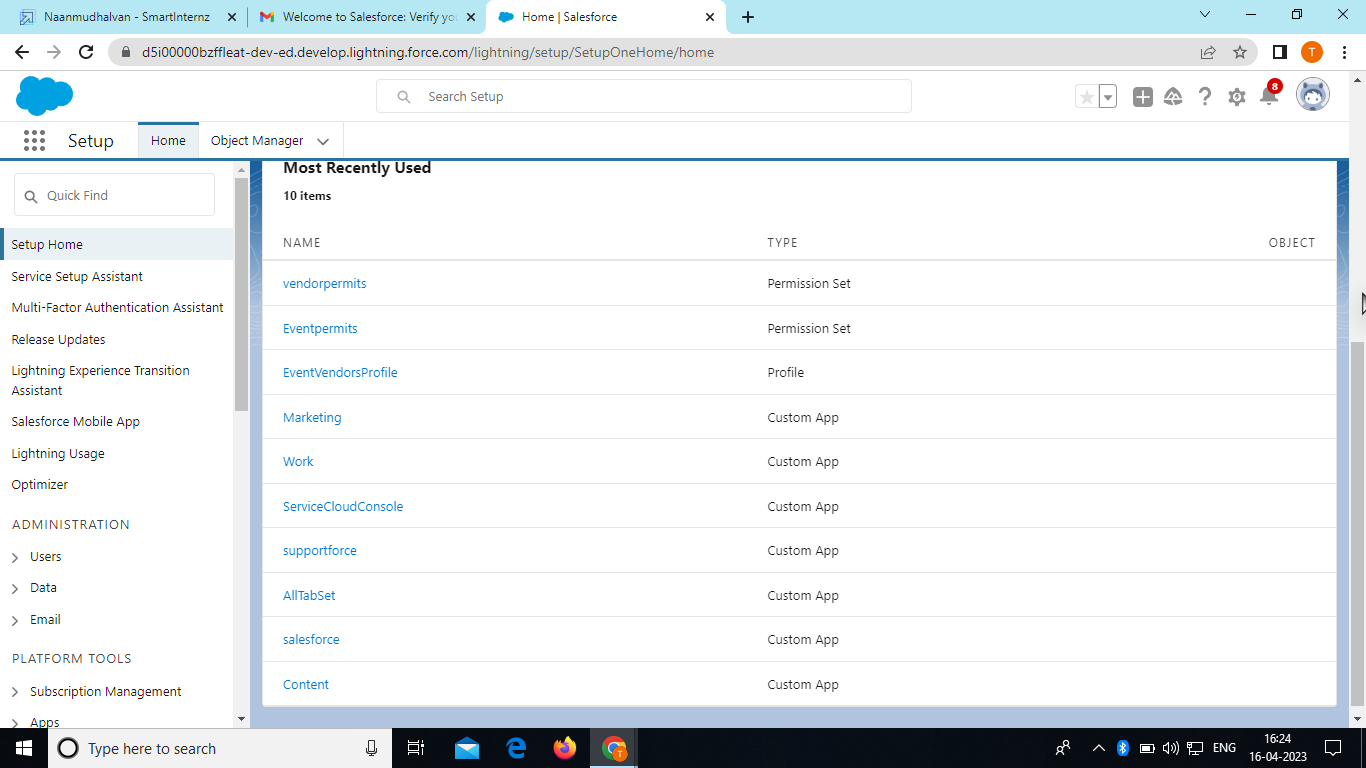 Naanmudhalvan - SmartInternz
Welcome to Salesforce: Verify yo
Home | Salesforce
d5i00000bzffleat-dev-ed.develop.lightning.force.com/lightning/setup/SetupOneHome/home
T
Search Setup
8
Setup
Home
Object Manager
Quick Find
Setup Home
Service Setup Assistant
Multi-Factor Authentication Assistant
Release Updates
Lightning Experience Transition
Assistant
Salesforce Mobile App
Lightning Usage
Optimizer
ADMINISTRATION
Users
Data
Email
PLATFORM TOOLS
Subscription Management
Apps
Most Recently Used
10 items
NAME TYPE OBJECT
vendorpermits Permission Set
Eventpermits Permission Set
EventVendorsProfile Profile
Marketing Custom App
Work Custom App
ServiceCloudConsole Custom App
supportforce Custom App
AllTabSet Custom App
salesforce Custom App
Content Custom App
Type here to search
T
ENG
16:24
16-04-2023